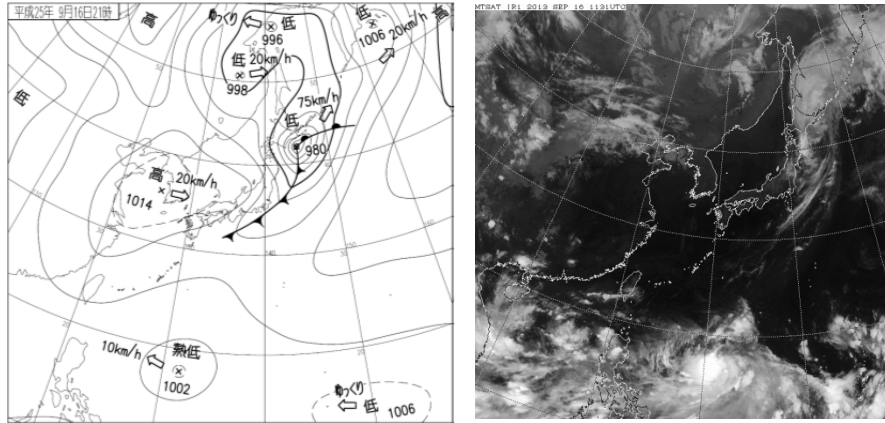 平成25年 9月16日21時
高
ゆっくり
低
996
低
1006
20km/h
高
低
20km/h
998
低
75km/h
低
980
高
20km/h
1014
10km/h
熱低
1002
ゆっくり
低
1006
MTSAT IR1 2013 SEP 16 1131UTC